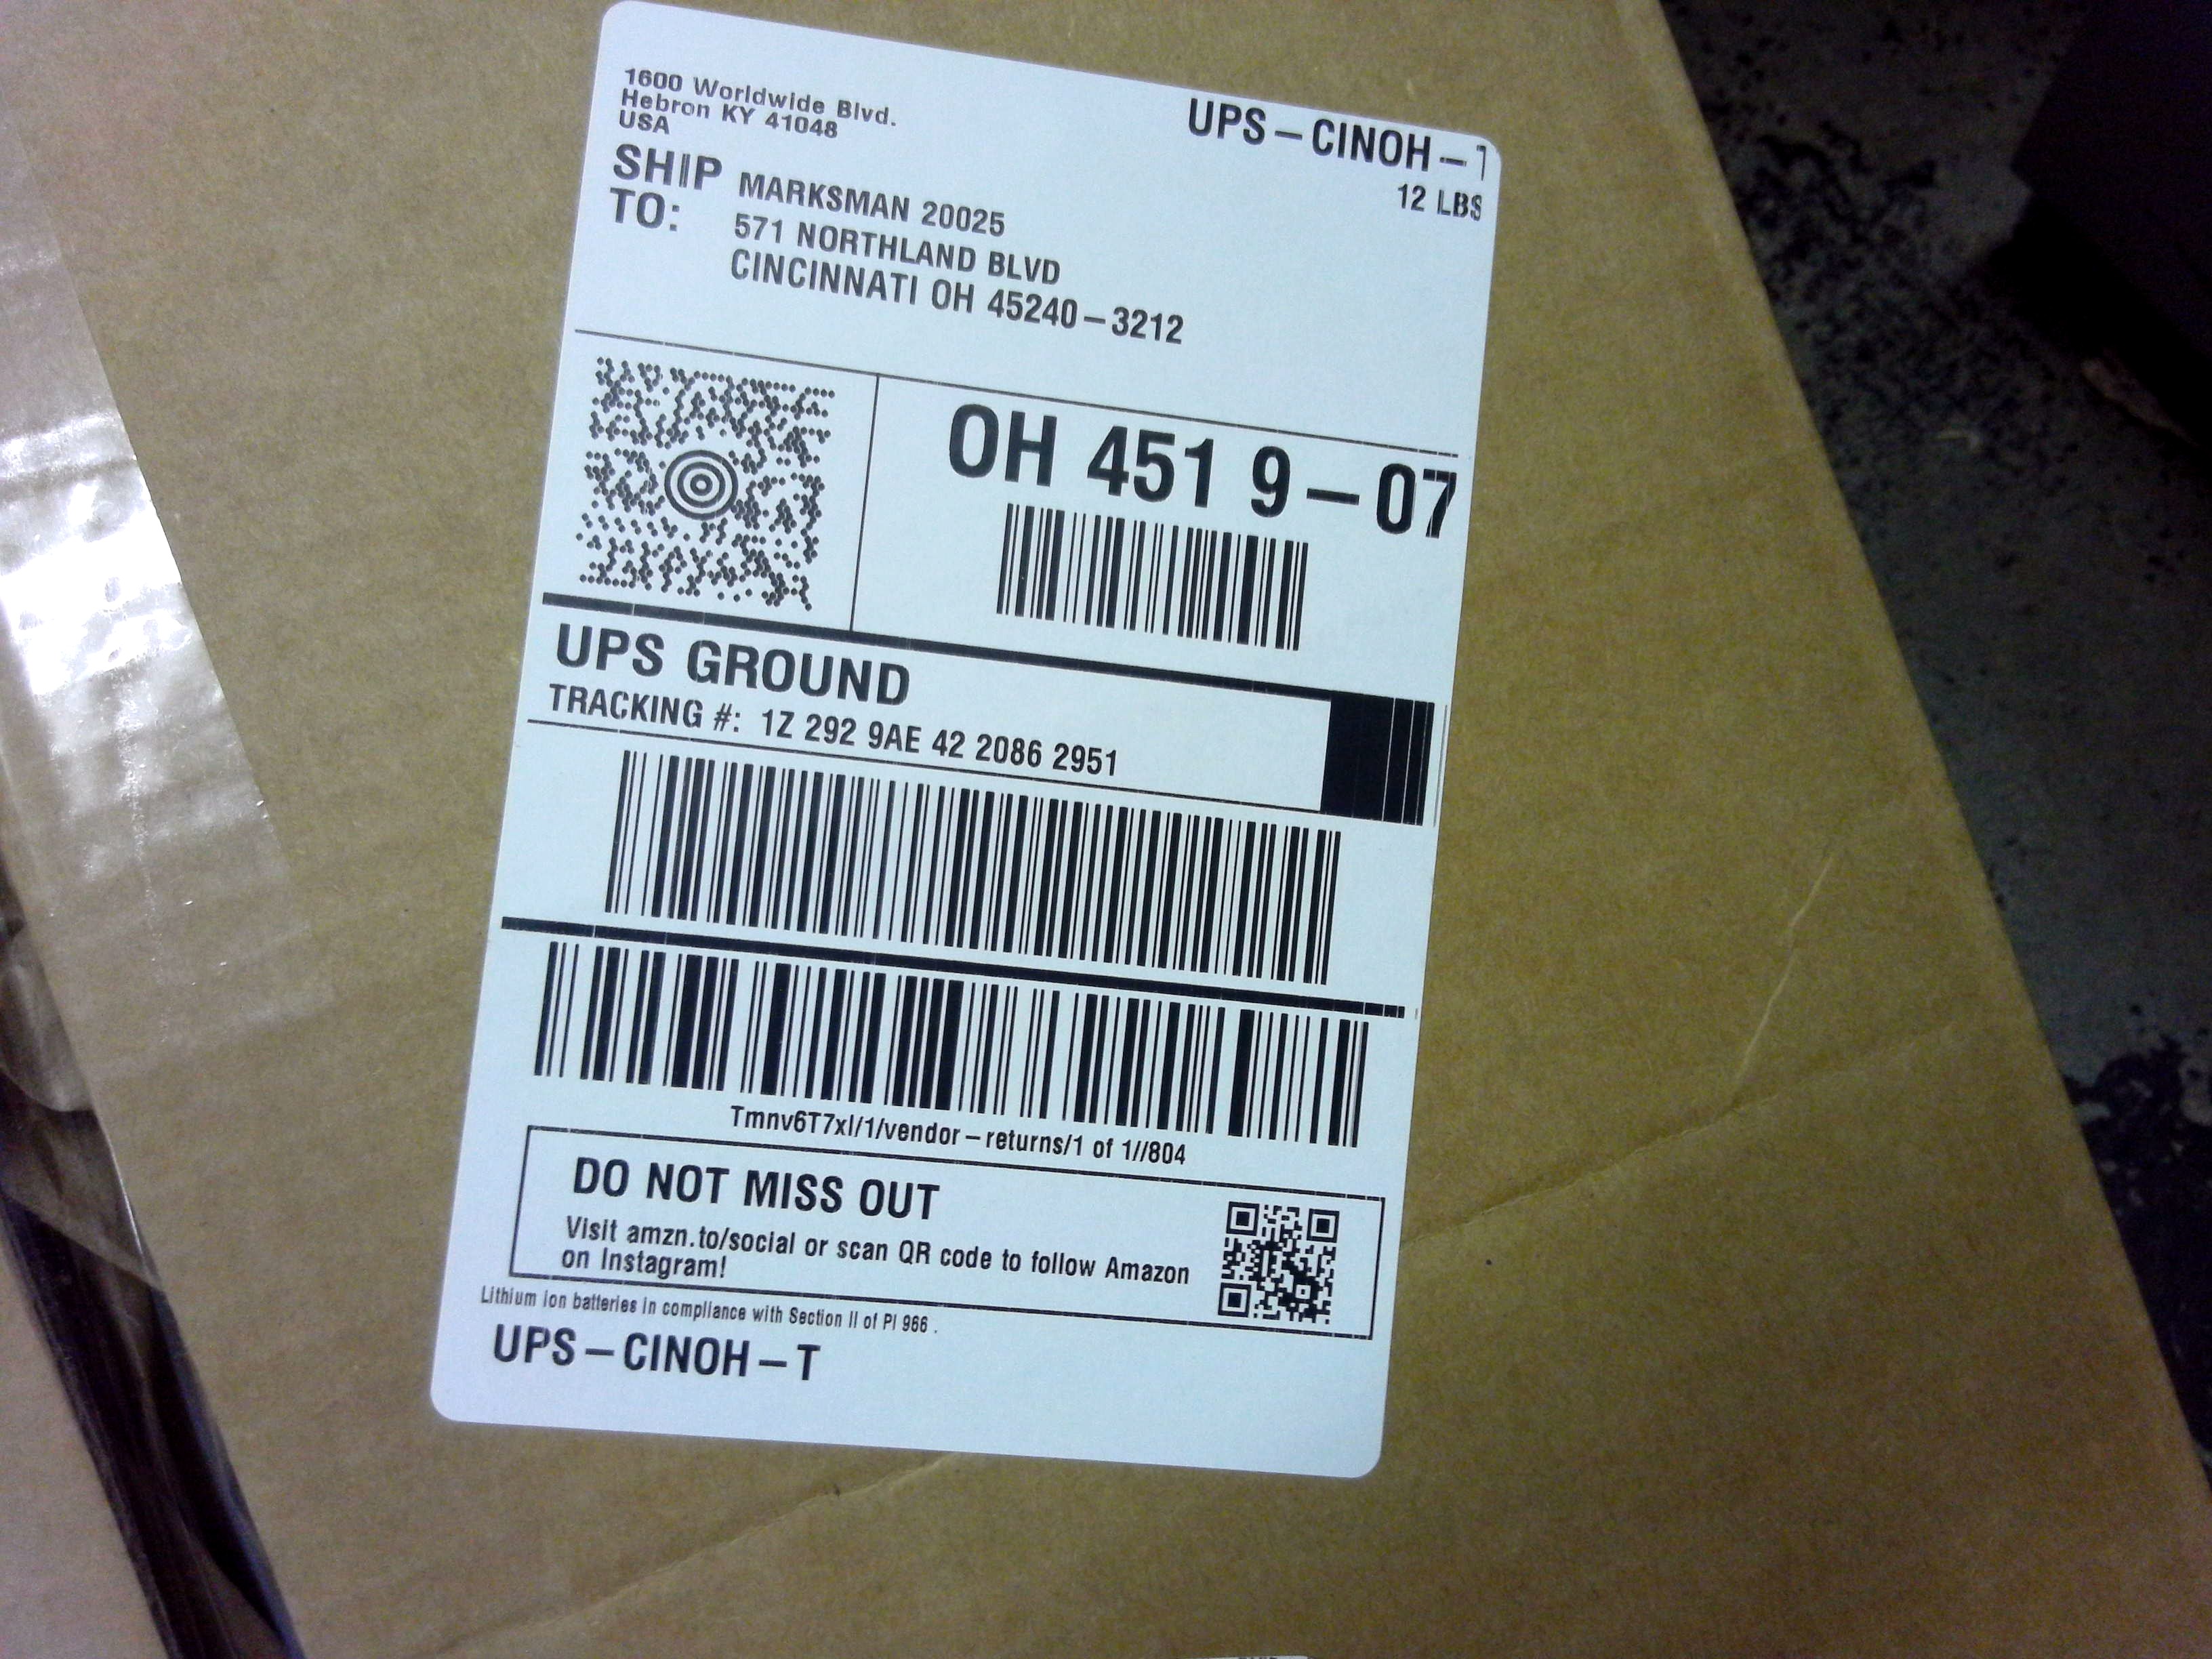 1600 Worldwide Blvd.
Hebron KY 41048
USA
UPS-CINOH-T
12 LBS
SHIP TO:
MARKSMAN 20025
571 NORTHLAND BLVD
CINCINNATI OH 45240-3212
OH 451 9-07
UPS GROUND
TRACKING #: 1Z 292 9AE 42 2086 2951
Tmnv6T7xl/1/vendor-returns/1 of 1//804
DO NOT MISS OUT
Visit amzn.to/social or scan QR code to follow Amazon
on Instagram!
Lithium ion batteries in compliance with Section II of PI 966 .
UPS-CINOH-T